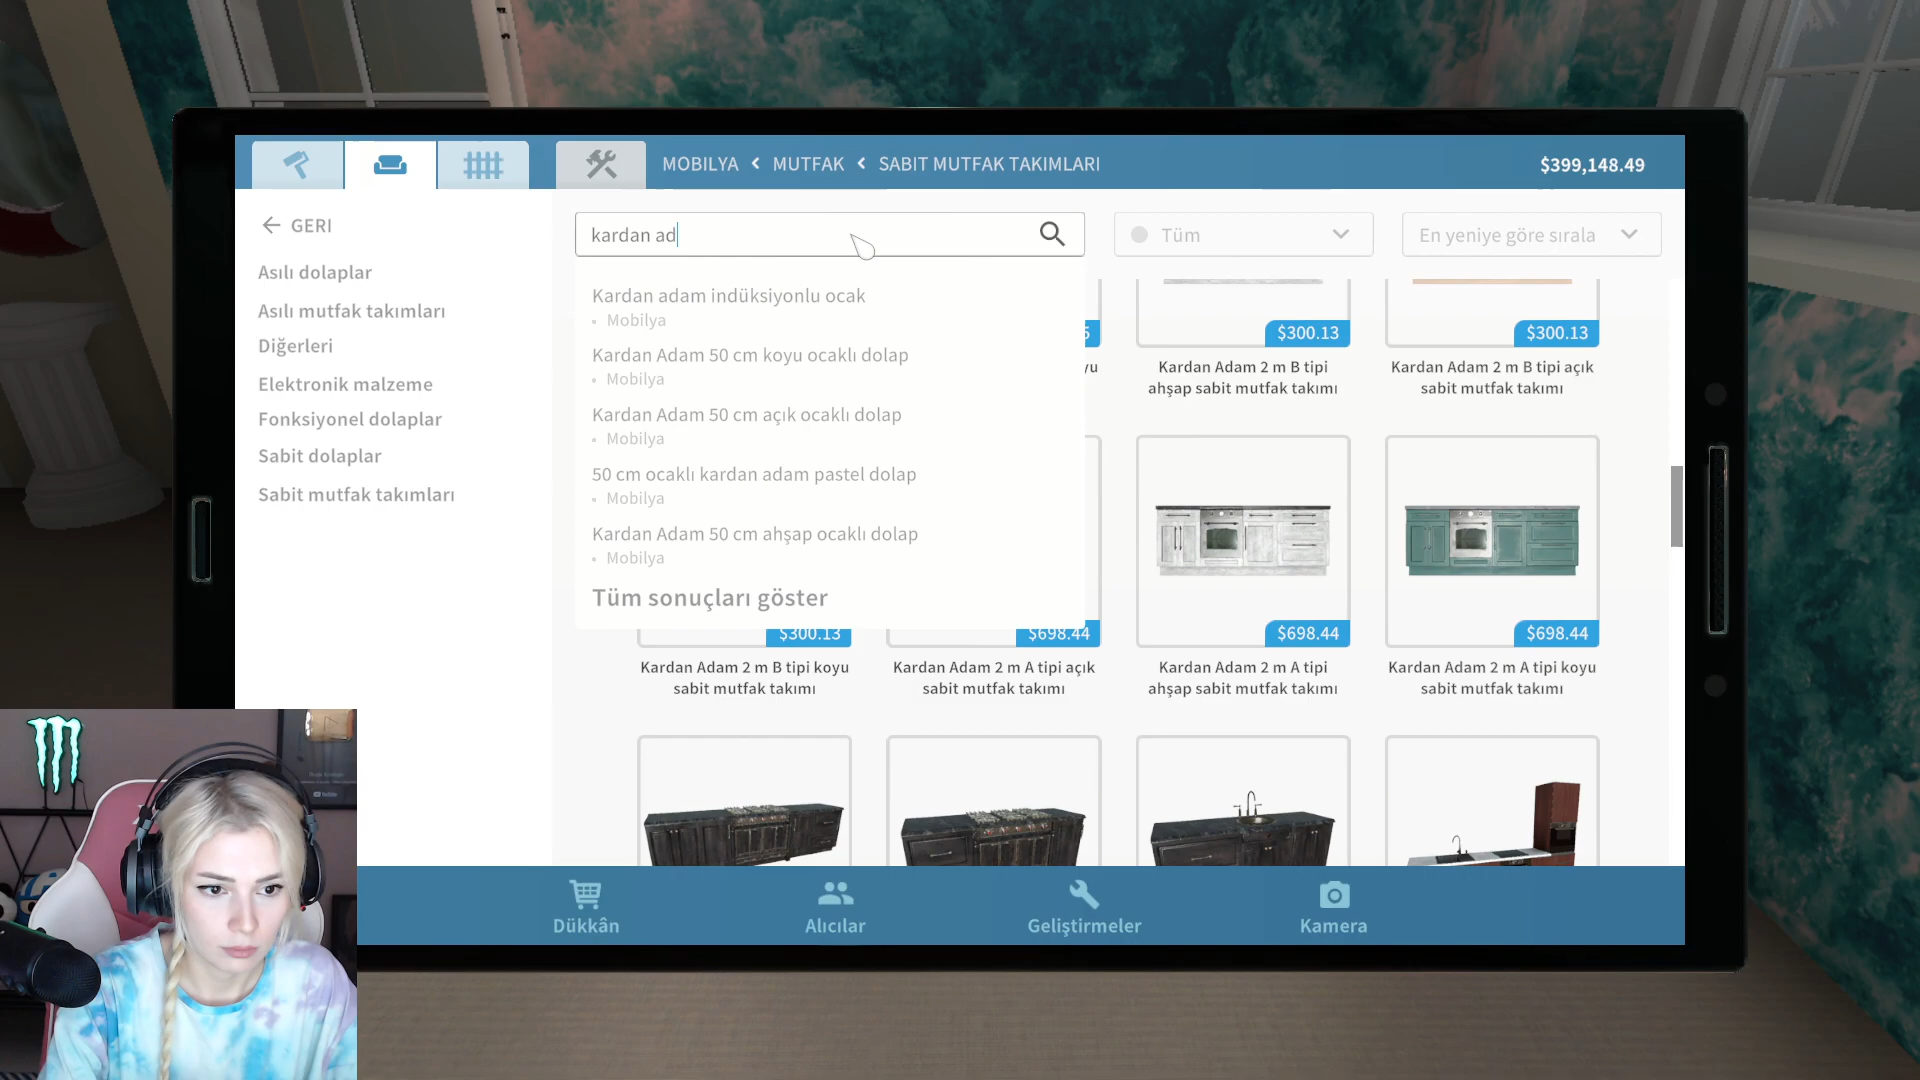 MOBILYA < MUTFAK < SABIT MUTFAK TAKIMLARI
$399,148.49
← GERI
Asılı dolaplar
Asılı mutfak takımları
Diğerleri
Elektronik malzeme
Fonksiyonel dolaplar
Sabit dolaplar
Sabit mutfak takımları
kardan ad
Tüm
En yeniye göre sırala
Kardan adam indüksiyonlu ocak
• Mobilya
Kardan Adam 50 cm koyu ocaklı dolap
• Mobilya
Kardan Adam 50 cm açık ocaklı dolap
• Mobilya
50 cm ocaklı kardan adam pastel dolap
• Mobilya
Kardan Adam 50 cm ahşap ocaklı dolap
• Mobilya
Tüm sonuçları göster
$300.13
$300.13
Kardan Adam 2 m B tipi
ahşap sabit mutfak takımı
Kardan Adam 2 m B tipi açık
sabit mutfak takımı
$300.13
$698.44
$698.44
$698.44
Kardan Adam 2 m B tipi koyu
sabit mutfak takımı
Kardan Adam 2 m A tipi açık
sabit mutfak takımı
Kardan Adam 2 m A tipi
ahşap sabit mutfak takımı
Kardan Adam 2 m A tipi koyu
sabit mutfak takımı
Dükkân
Alıcılar
Geliştirmeler
Kamera